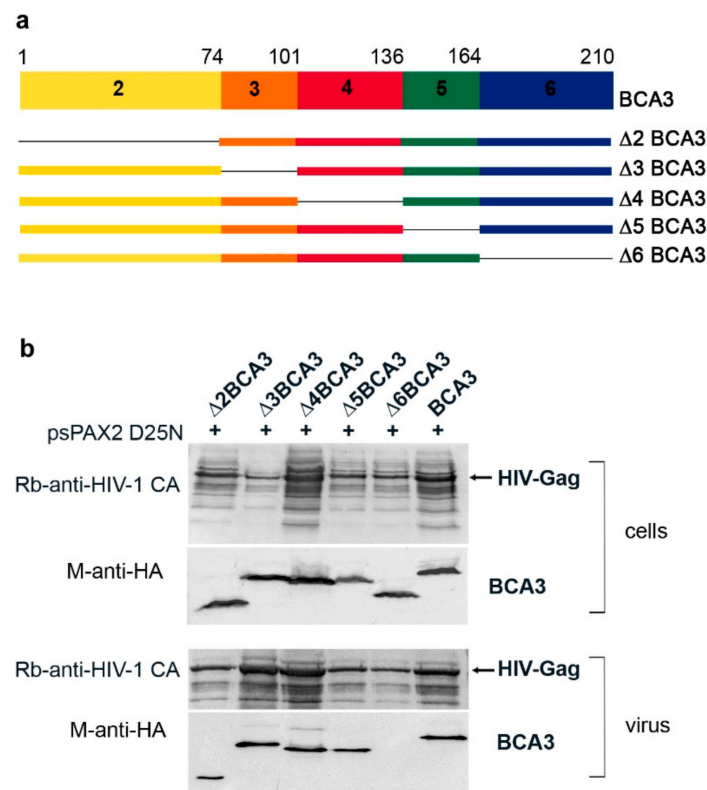 a
1 74 101 136 164 210
2 3 4 5 6 BCA3
Δ2 BCA3
Δ3 BCA3
Δ4 BCA3
Δ5 BCA3
Δ6 BCA3
b
Δ2BCA3 Δ3BCA3 Δ4BCA3 Δ5BCA3 Δ6BCA3 BCA3
psPAX2 D25N + + + + + +
Rb-anti-HIV-1 CA HIV-Gag
cells
M-anti-HA BCA3
Rb-anti-HIV-1 CA HIV-Gag
virus
M-anti-HA BCA3